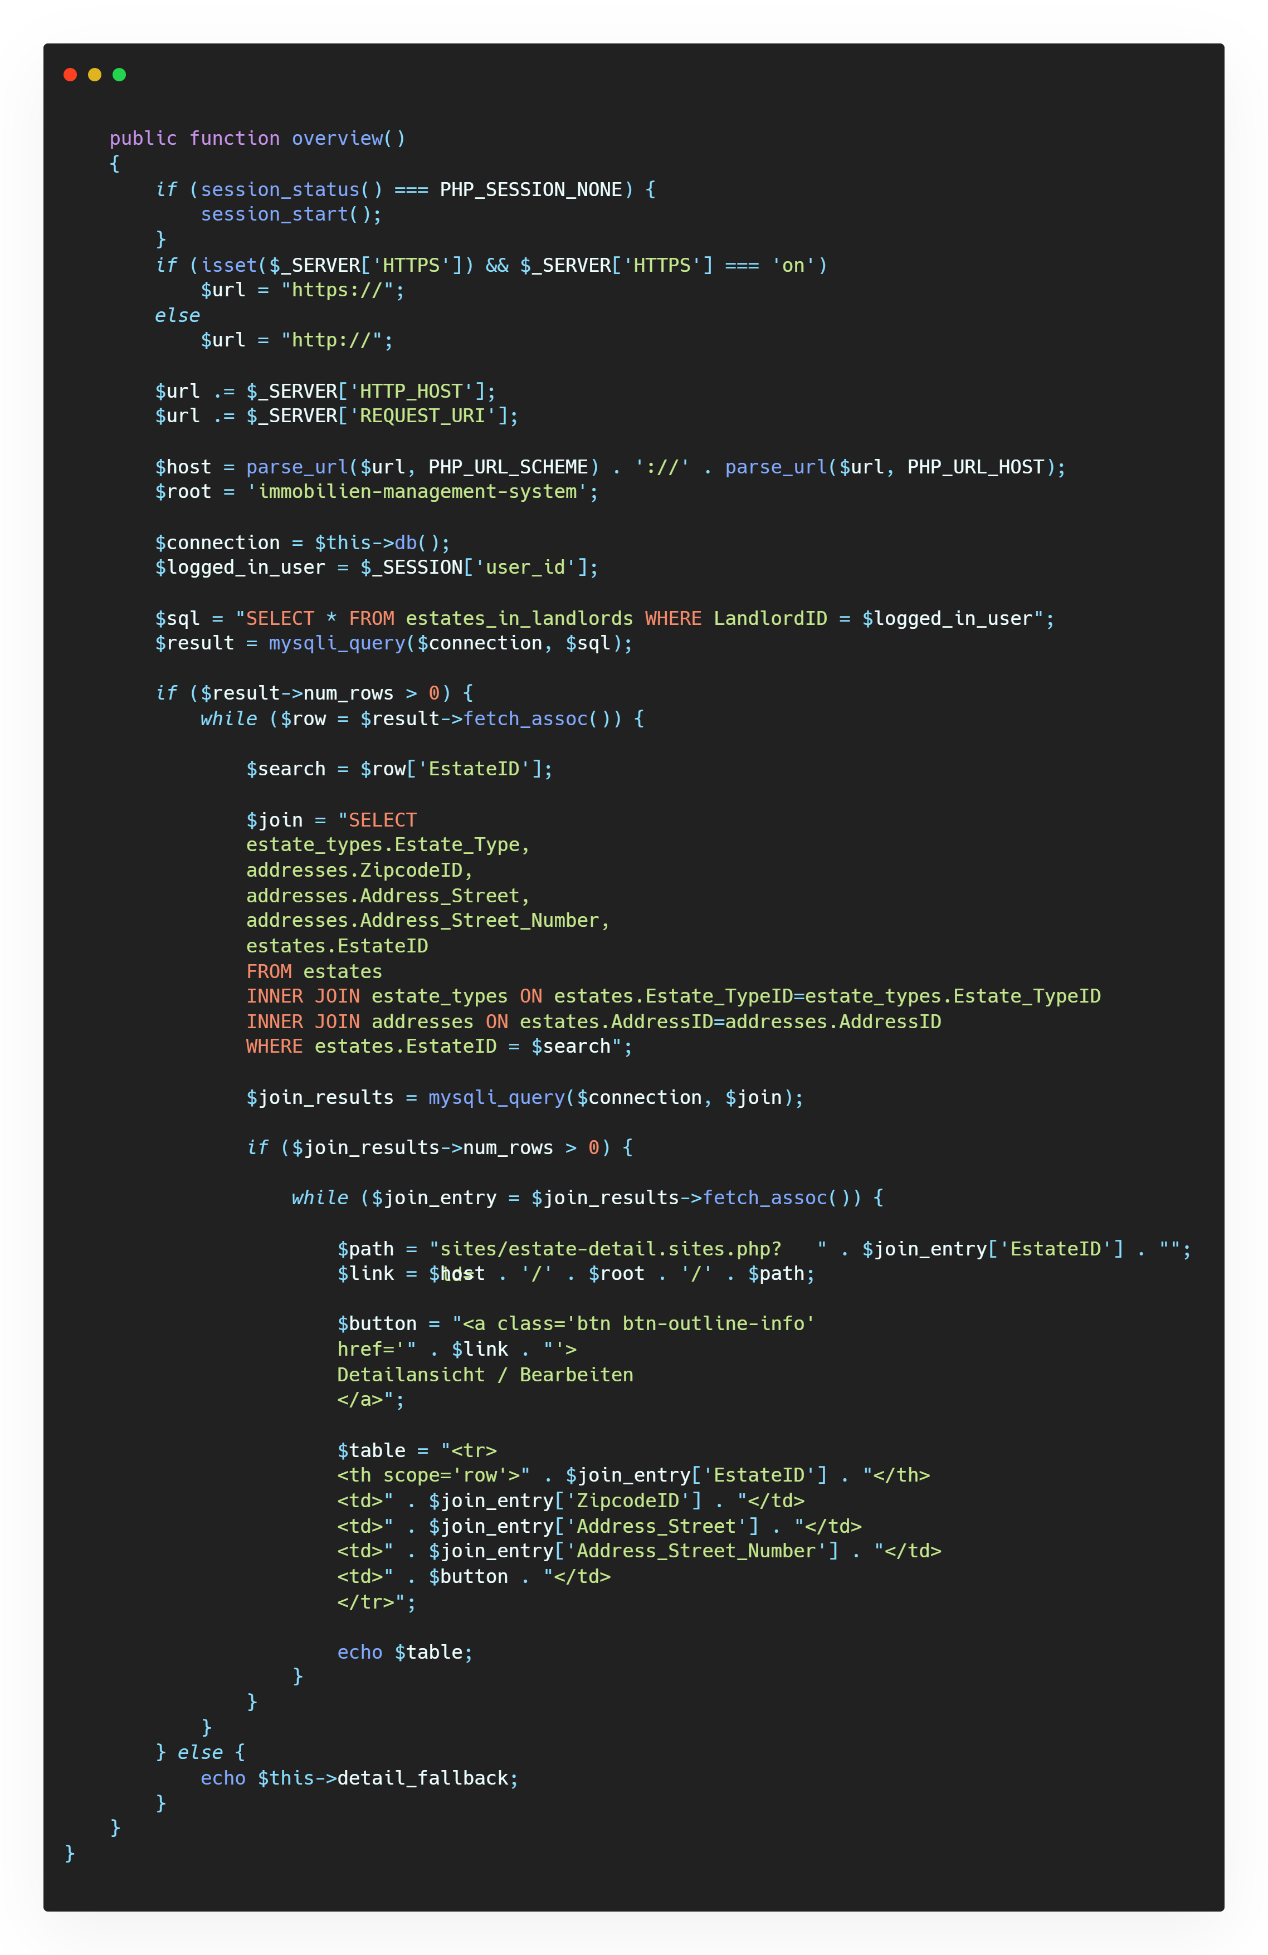 public function overview()
{
if (session_status() === PHP_SESSION_NONE) {
session_start();
}
if (isset($_SERVER['HTTPS']) && $_SERVER['HTTPS'] === 'on')
$url = "https://";
else
$url = "http://";
$url .= $_SERVER['HTTP_HOST'];
$url .= $_SERVER['REQUEST_URI'];
$host = parse_url($url, PHP_URL_SCHEME) . '://' . parse_url($url, PHP_URL_HOST);
$root = 'immobilien-management-system';
$connection = $this->db();
$logged_in_user = $_SESSION['user_id'];
$sql = "SELECT * FROM estates_in_landlords WHERE LandlordID = $logged_in_user";
$result = mysqli_query($connection, $sql);
if ($result->num_rows > 0) {
while ($row = $result->fetch_assoc()) {
$search = $row['EstateID'];
$join = "SELECT
estate_types.Estate_Type,
addresses.ZipcodeID,
addresses.Address_Street,
addresses.Address_Street_Number,
estates.EstateID
FROM estates
INNER JOIN estate_types ON estates.Estate_TypeID=estate_types.Estate_TypeID
INNER JOIN addresses ON estates.AddressID=addresses.AddressID
WHERE estates.EstateID = $search";
$join_results = mysqli_query($connection, $join);
if ($join_results->num_rows > 0) {
while ($join_entry = $join_results->fetch_assoc()) {
$path = "sites/estate-detail.sites.php?id=" . $join_entry['EstateID'] . "";
$link = $host . '/' . $root . '/' . $path;
$button = "<a class='btn btn-outline-info'
href='" . $link . "'>
Detailansicht / Bearbeiten
</a>";
$table = "<tr>
<th scope='row'>" . $join_entry['EstateID'] . "</th>
<td>" . $join_entry['ZipcodeID'] . "</td>
<td>" . $join_entry['Address_Street'] . "</td>
<td>" . $join_entry['Address_Street_Number'] . "</td>
<td>" . $button . "</td>
</tr>";
echo $table;
}
}
}
} else {
echo $this->detail_fallback;
}
}
}